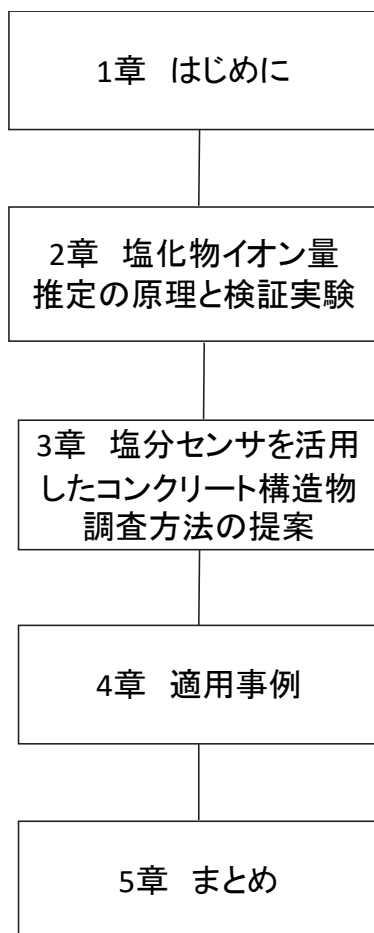 1章　はじめに
2章　塩化物イオン量
推定の原理と検証実験
3章　塩分センサを活用
したコンクリート構造物
調査方法の提案
4章　適用事例
5章　まとめ